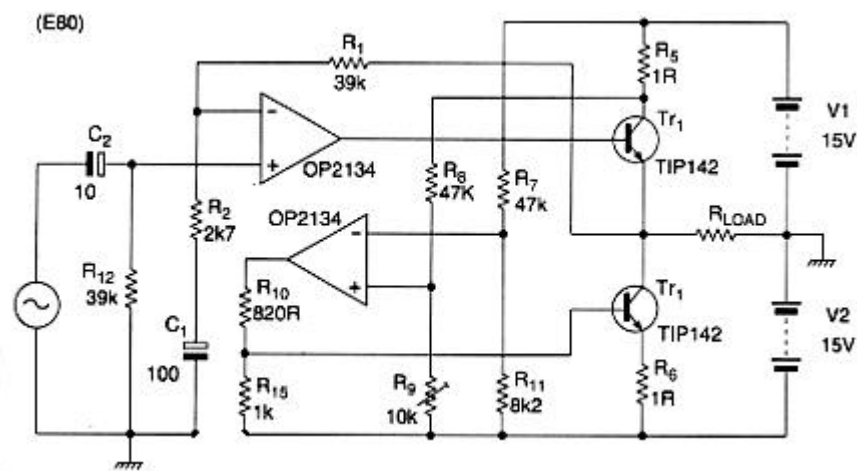 (E80)
R1
39k
R5
1R
C2
10
OP2134
Tr1
TIP142
V1
15V
R8
47K
R7
47k
R2
2k7
OP2134
RLOAD
R12
39k
R10
820R
Tr1
TIP142
V2
15V
C1
100
R15
1k
R9
10k
R11
8k2
R6
1R